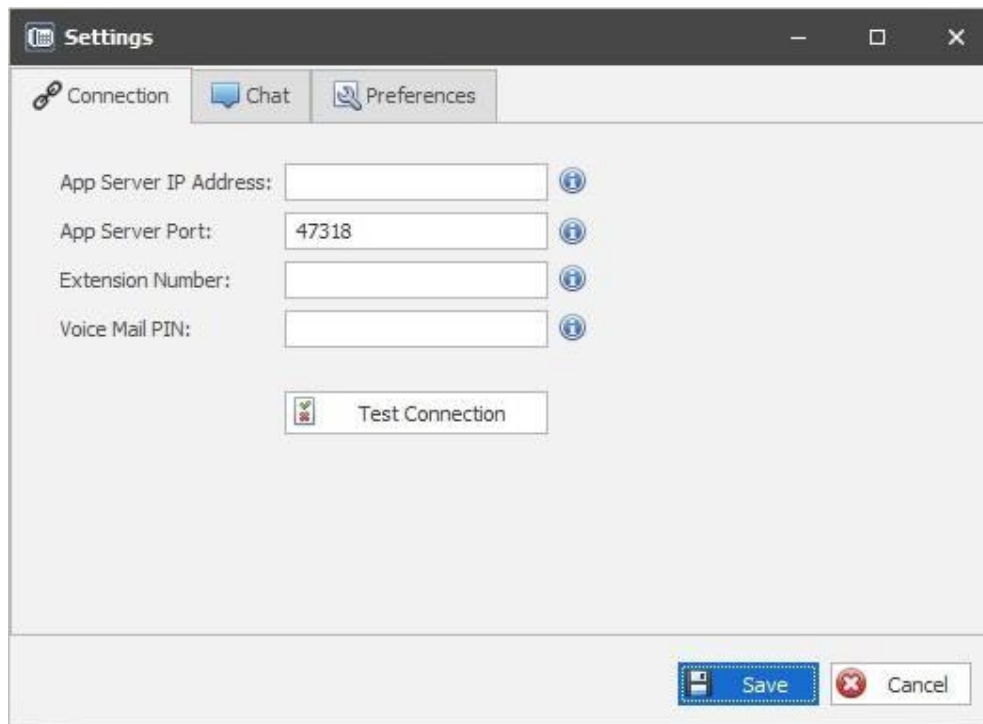 Settings
Connection Chat Preferences
App Server IP Address:
App Server Port: 47318
Extension Number:
Voice Mail PIN:
Test Connection
Save Cancel